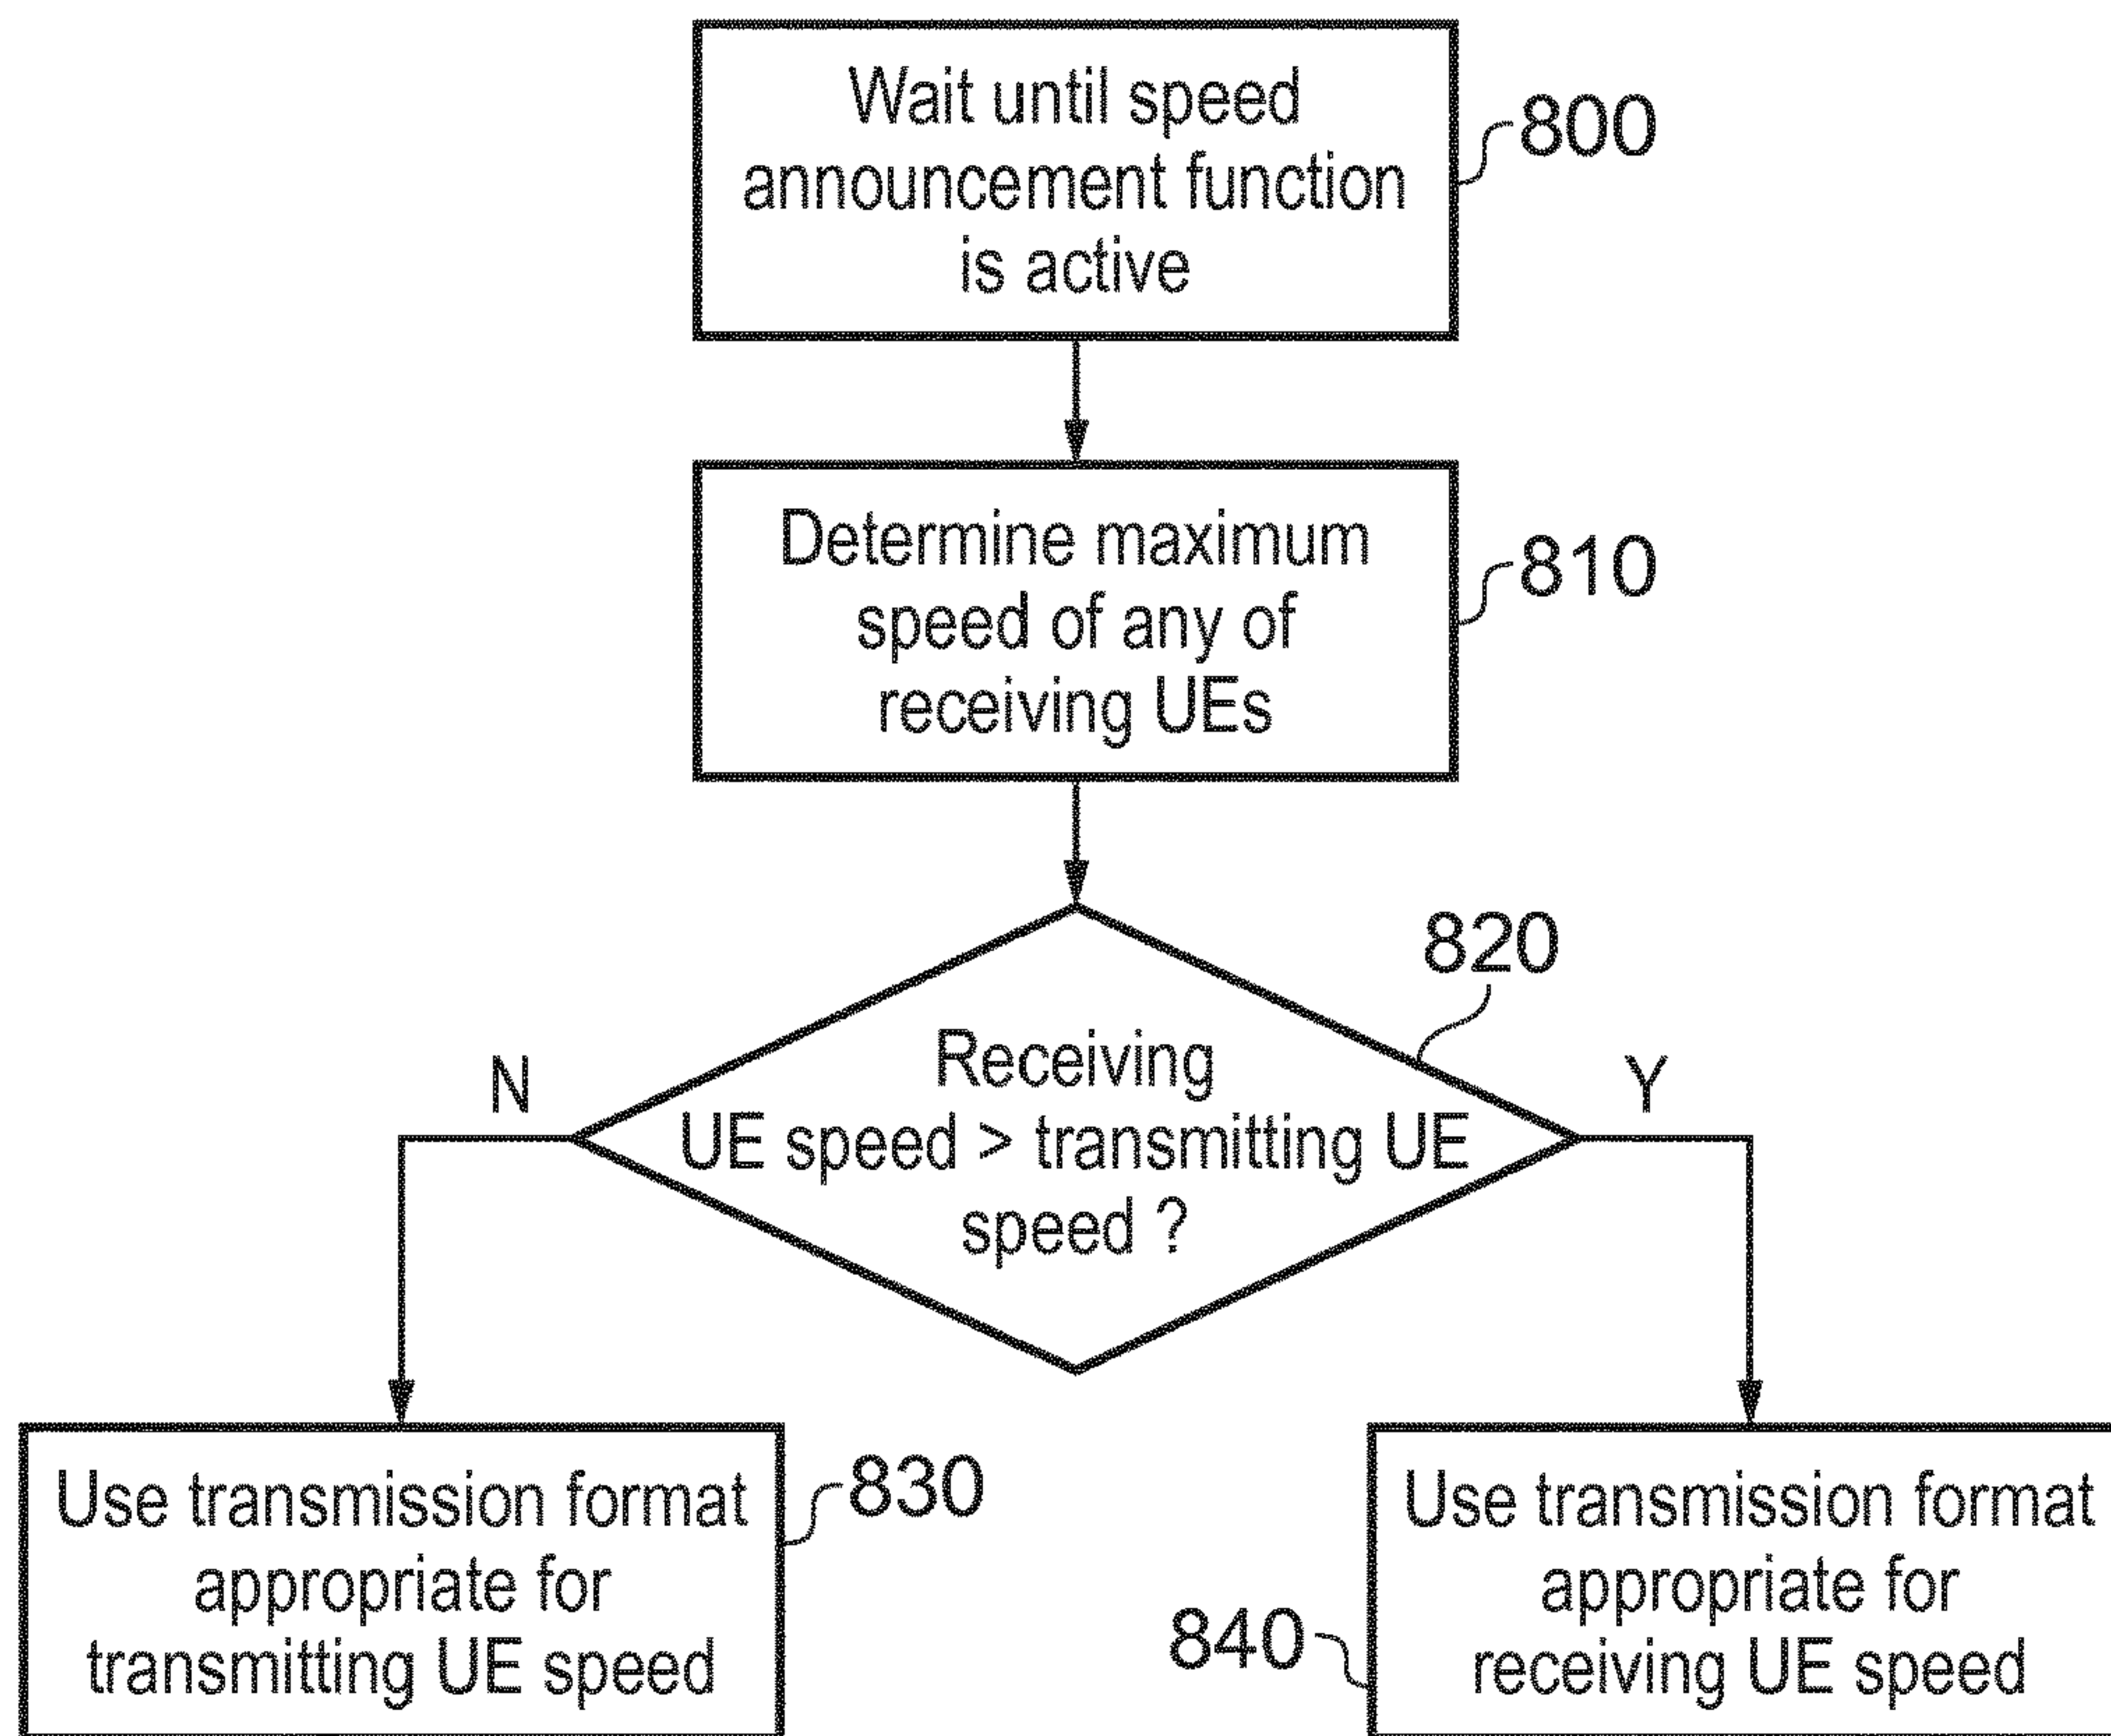 Wait until speed
announcement function
is active
800
Determine maximum
speed of any of
receiving UEs
810
820
N
Y
Receiving
UE speed > transmitting UE
speed ?
Use transmission format
appropriate for
transmitting UE speed
830
Use transmission format
appropriate for
receiving UE speed
840